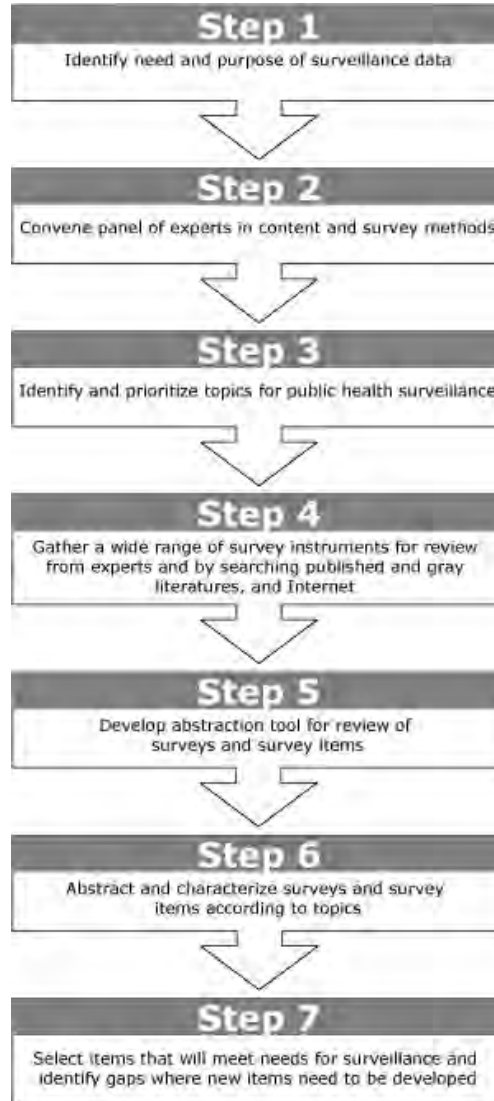 Step 1
Identify need and purpose of surveillance data
Step 2
Convene panel of experts in content and survey methods
Step 3
Identify and prioritize topics for public health surveillance
Step 4
Gather a wide range of survey instruments for review
from experts and by searching published and gray
literatures, and Internet
Step 5
Develop abstraction tool for review of
surveys and survey items
Step 6
Abstract and characterize surveys and survey
items according to topics
Step 7
Select items that will meet needs for surveillance and
identify gaps where new items need to be developed